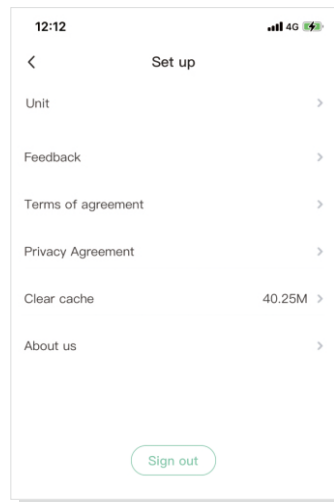 12:12 4G
Set up
Unit
Feedback
Terms of agreement
Privacy Agreement
Clear cache 40.25M
About us
Sign out